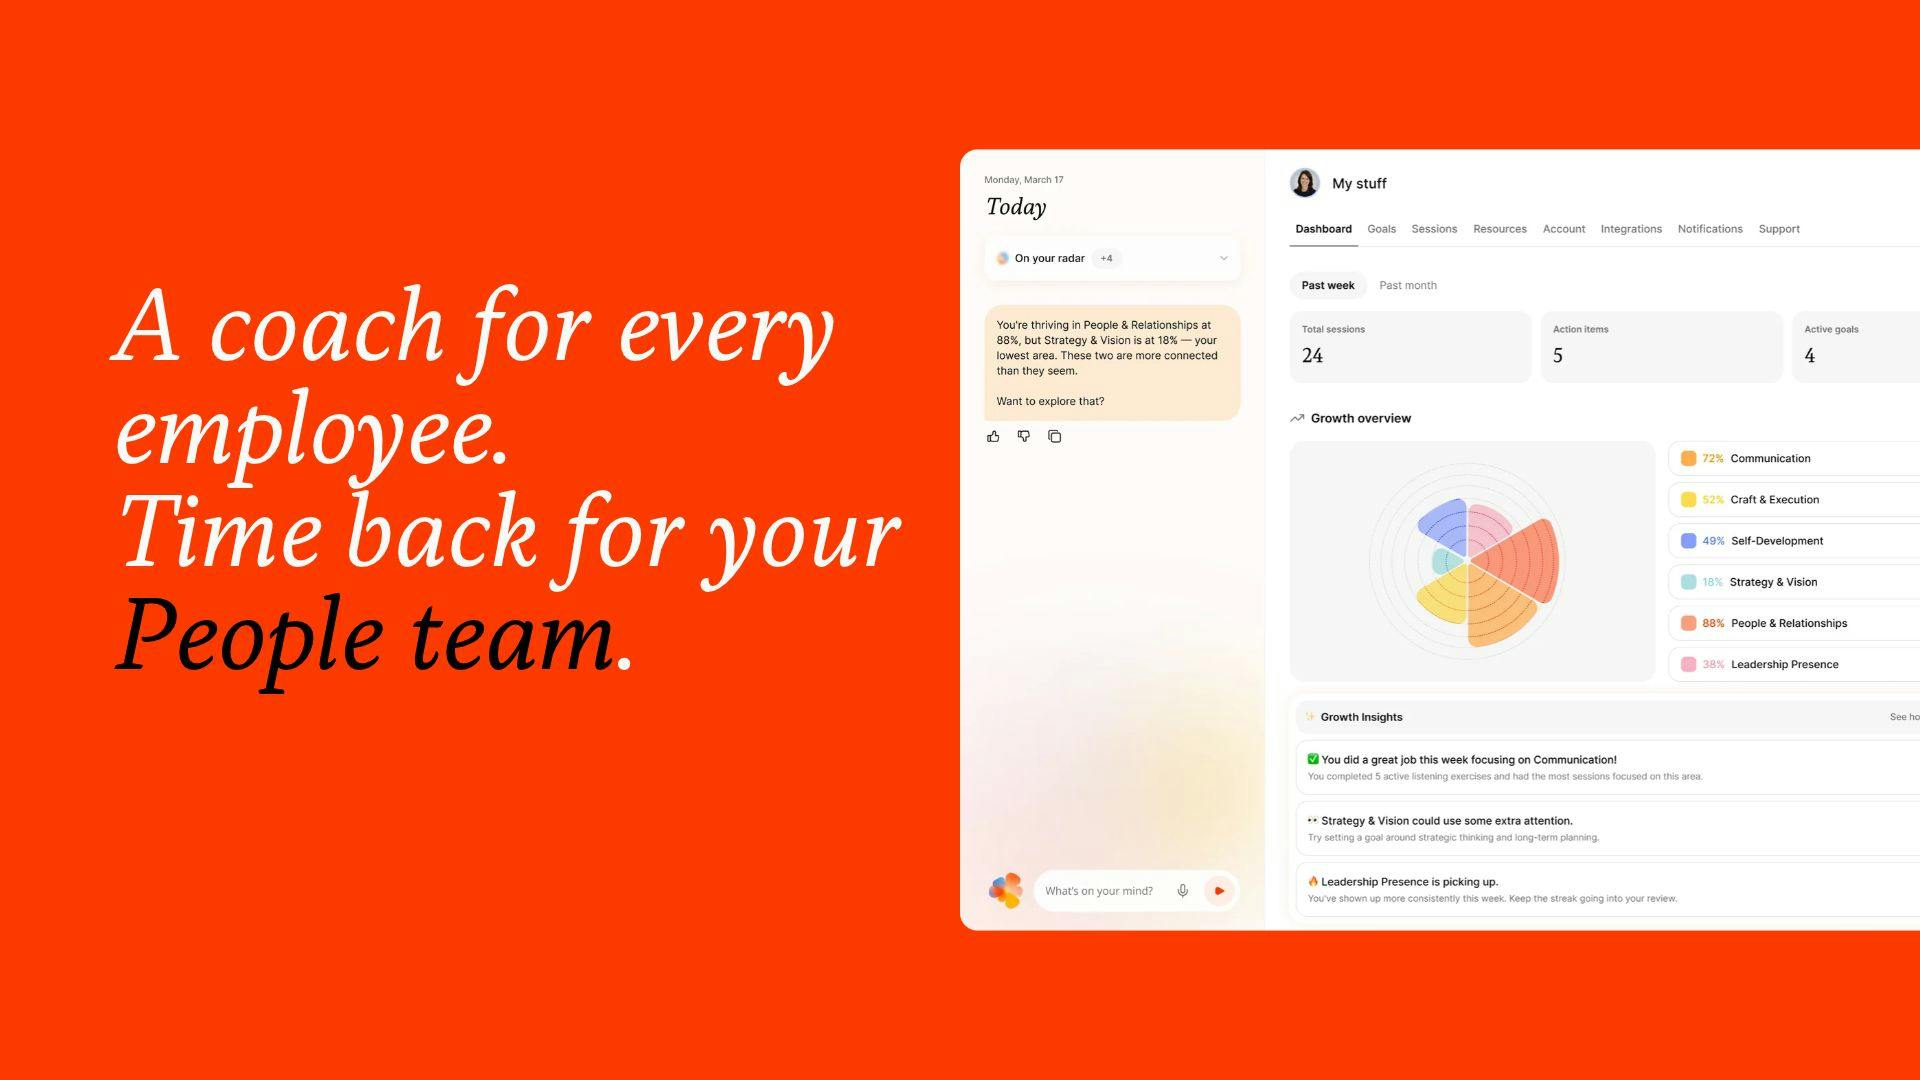 A coach for every
employee.
Time back for your
People team.
Monday, March 17
Today
On your radar +4
You're thriving in People & Relationships at
88%, but Strategy & Vision is at 18% — your
lowest area. These two are more connected
than they seem.
Want to explore that?
What's on your mind?
My stuff
Dashboard Goals Sessions Resources Account Integrations Notifications Support
Past week Past month
Total sessions
24
Action items
5
Active goals
4
Growth overview
72% Communication
52% Craft & Execution
49% Self-Development
18% Strategy & Vision
88% People & Relationships
38% Leadership Presence
✨ Growth Insights See ho
✅ You did a great job this week focusing on Communication!
You completed 5 active listening exercises and had the most sessions focused on this area.
👀 Strategy & Vision could use some extra attention.
Try setting a goal around strategic thinking and long-term planning.
🔥 Leadership Presence is picking up.
You've shown up more consistently this week. Keep the streak going into your review.